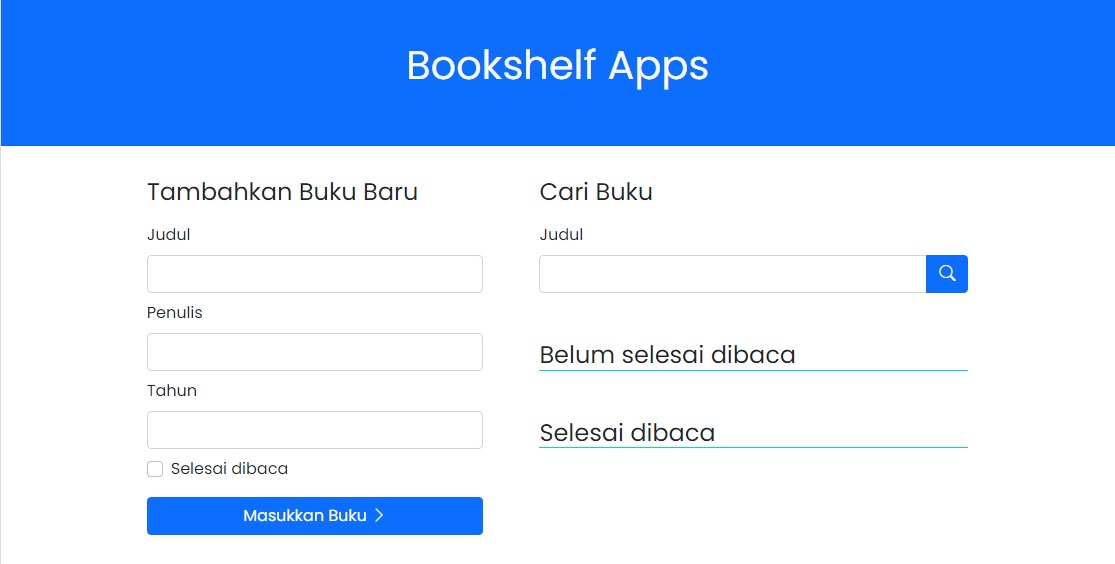 Bookshelf Apps
Tambahkan Buku Baru
Judul
Penulis
Tahun
Selesai dibaca
Masukkan Buku
Cari Buku
Judul
Belum selesai dibaca
Selesai dibaca